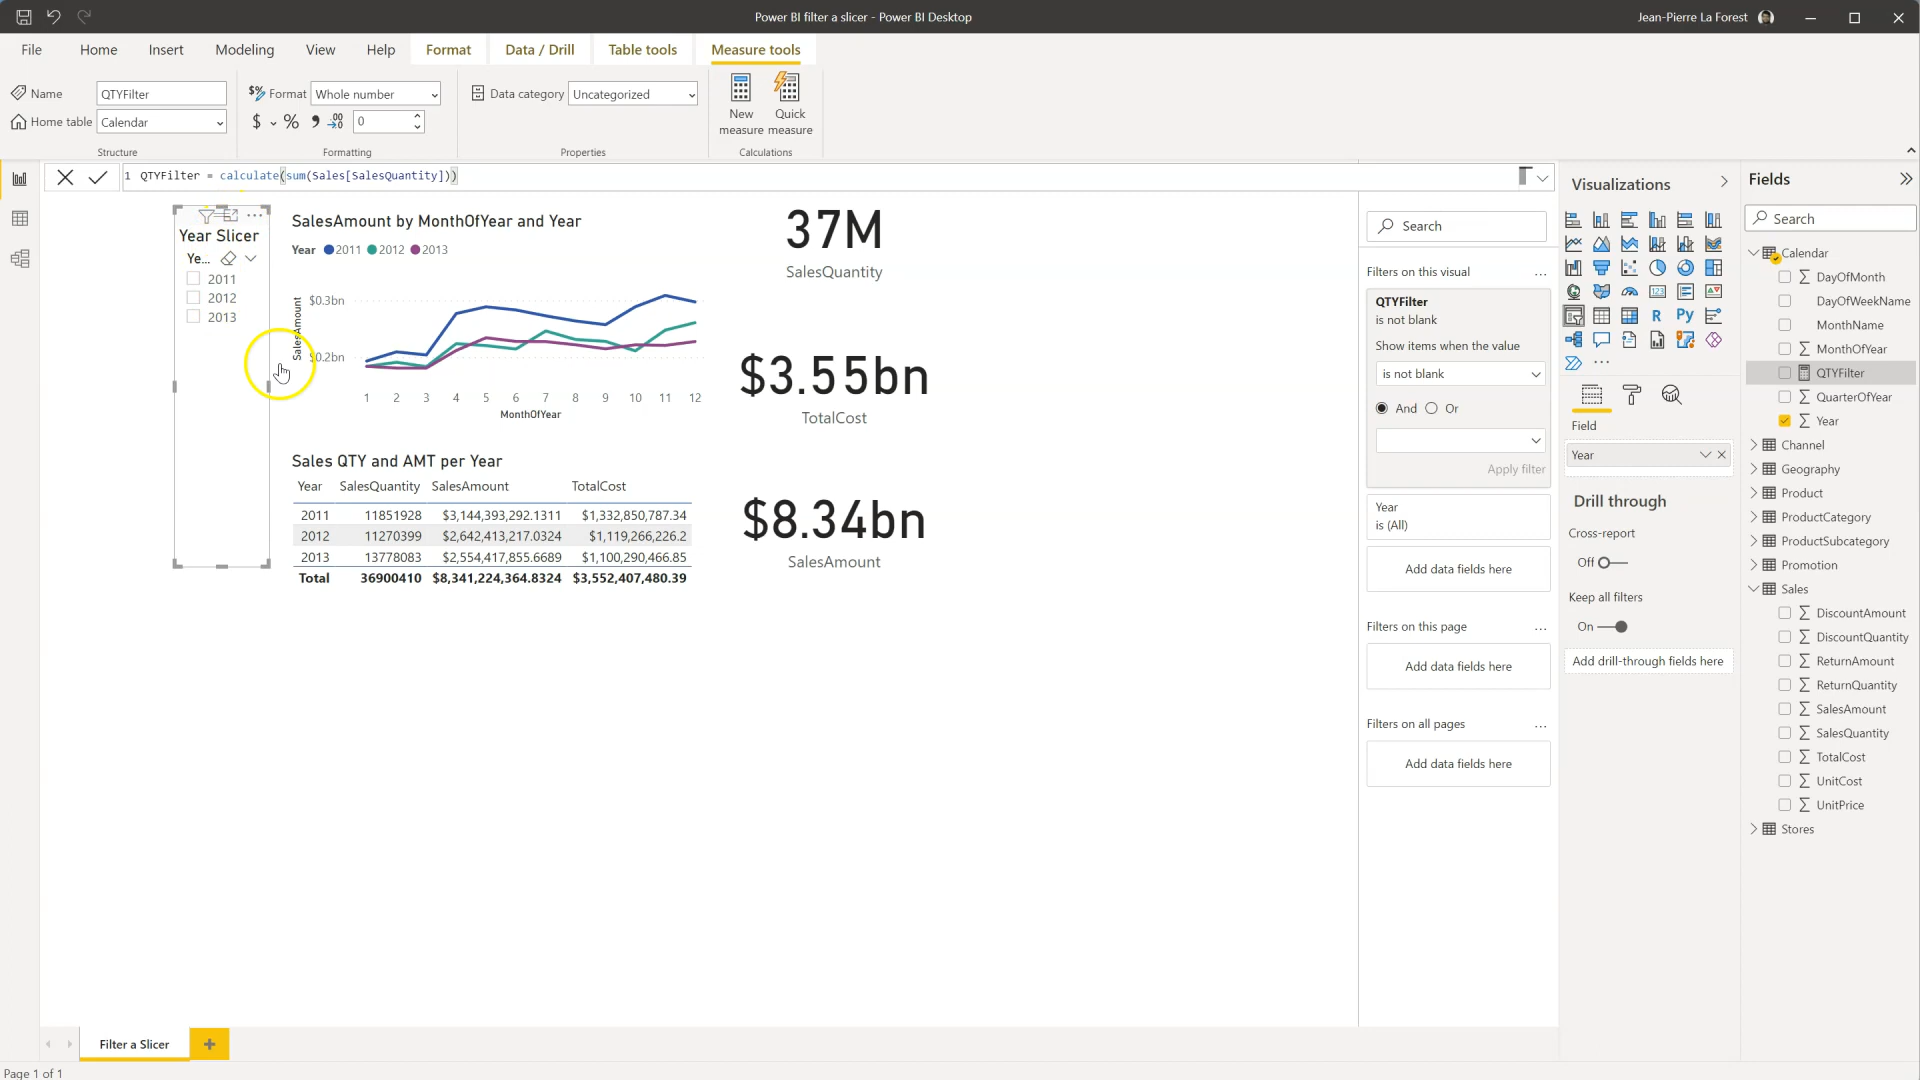 Power BI filter a slicer - Power BI Desktop
Jean-Pierre La Forest
File Home Insert Modeling View Help Format Data / Drill Table tools Measure tools
Name QTYFilter
Home table Calendar
Structure
$% Format Whole number
$ % 9 .00 0
Formatting
Data category Uncategorized
Properties
New measure
Quick measure
Calculations
1 QTYFilter = calculate(sum(Sales[SalesQuantity]))
Year Slicer
Ye...
2011
2012
2013
SalesAmount by MonthOfYear and Year
Year 2011 2012 2013
SalesAmount
$0.3bn
$0.2bn
1 2 3 4 5 6 7 8 9 10 11 12
MonthOfYear
37M
SalesQuantity
$3.55bn
TotalCost
$8.34bn
SalesAmount
Sales QTY and AMT per Year
Year SalesQuantity SalesAmount TotalCost
2011 11851928 $3,144,393,292.1311 $1,332,850,787.34
2012 11270399 $2,642,413,217.0324 $1,119,266,226.2
2013 13778083 $2,554,417,855.6689 $1,100,290,466.85
Total 36900410 $8,341,224,364.8324 $3,552,407,480.39
Search
Filters on this visual ...
QTYFilter
is not blank
Show items when the value
is not blank
And Or
Apply filter
Year
is (All)
Add data fields here
Filters on this page ...
Add data fields here
Filters on all pages ...
Add data fields here
Visualizations
123
R Py
...
Field
Year
Drill through
Cross-report
Off
Keep all filters
On
Add drill-through fields here
Fields
Search
Calendar
DayOfMonth
DayOfWeekName
MonthName
MonthOfYear
QTYFilter
QuarterOfYear
Year
Channel
Geography
Product
ProductCategory
ProductSubcategory
Promotion
Sales
DiscountAmount
DiscountQuantity
ReturnAmount
ReturnQuantity
SalesAmount
SalesQuantity
TotalCost
UnitCost
UnitPrice
Stores
Filter a Slicer
Page 1 of 1